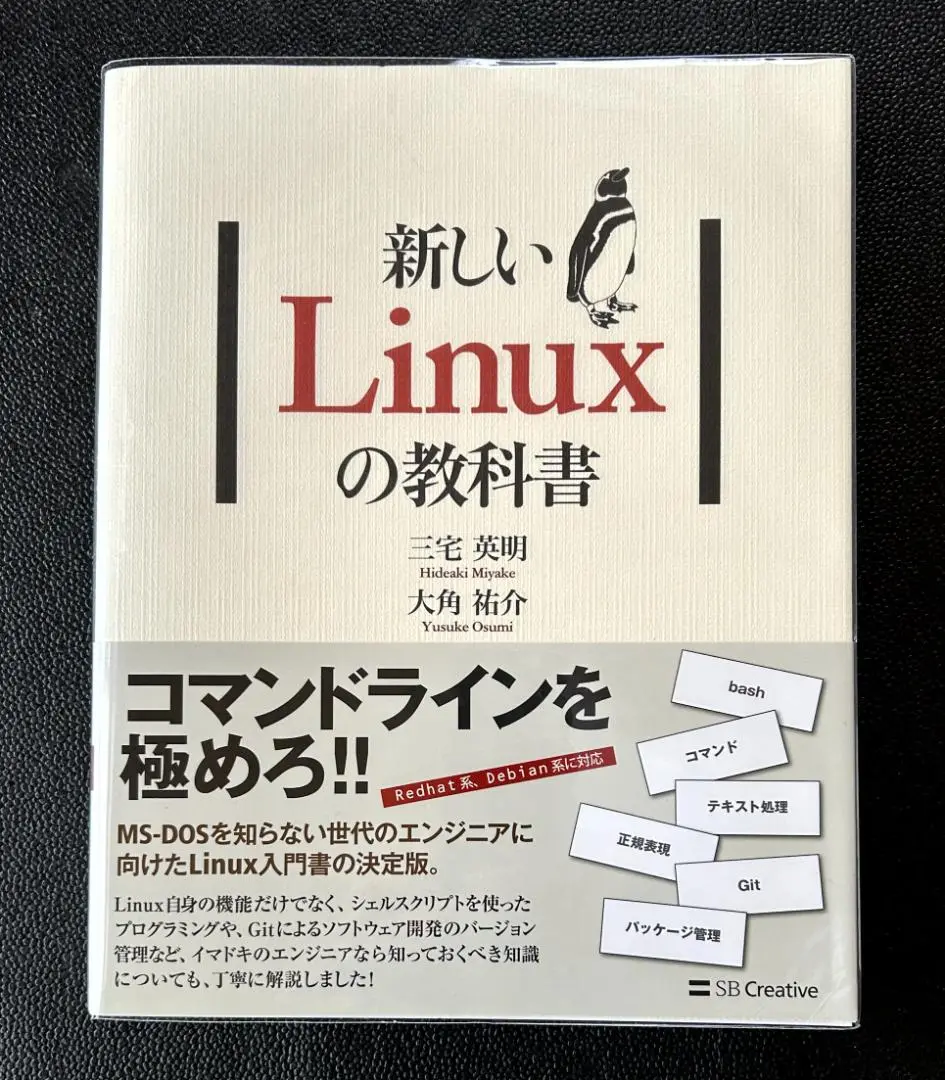 新しい
Linux
の教科書
三宅 英明
Hideaki Miyake
大角 祐介
Yusuke Osumi
コマンドラインを
極めろ!!
Redhat系、Debian系に対応
MS-DOSを知らない世代のエンジニアに
向けたLinux入門書の決定版。
Linux自身の機能だけでなく、シェルスクリプトを使った
プログラミングや、Gitによるソフトウェア開発のバージョン
管理など、イマドキのエンジニアなら知っておくべき知識
についても、丁寧に解説しました!
bash
コマンド
テキスト処理
正規表現
Git
パッケージ管理
SB Creative